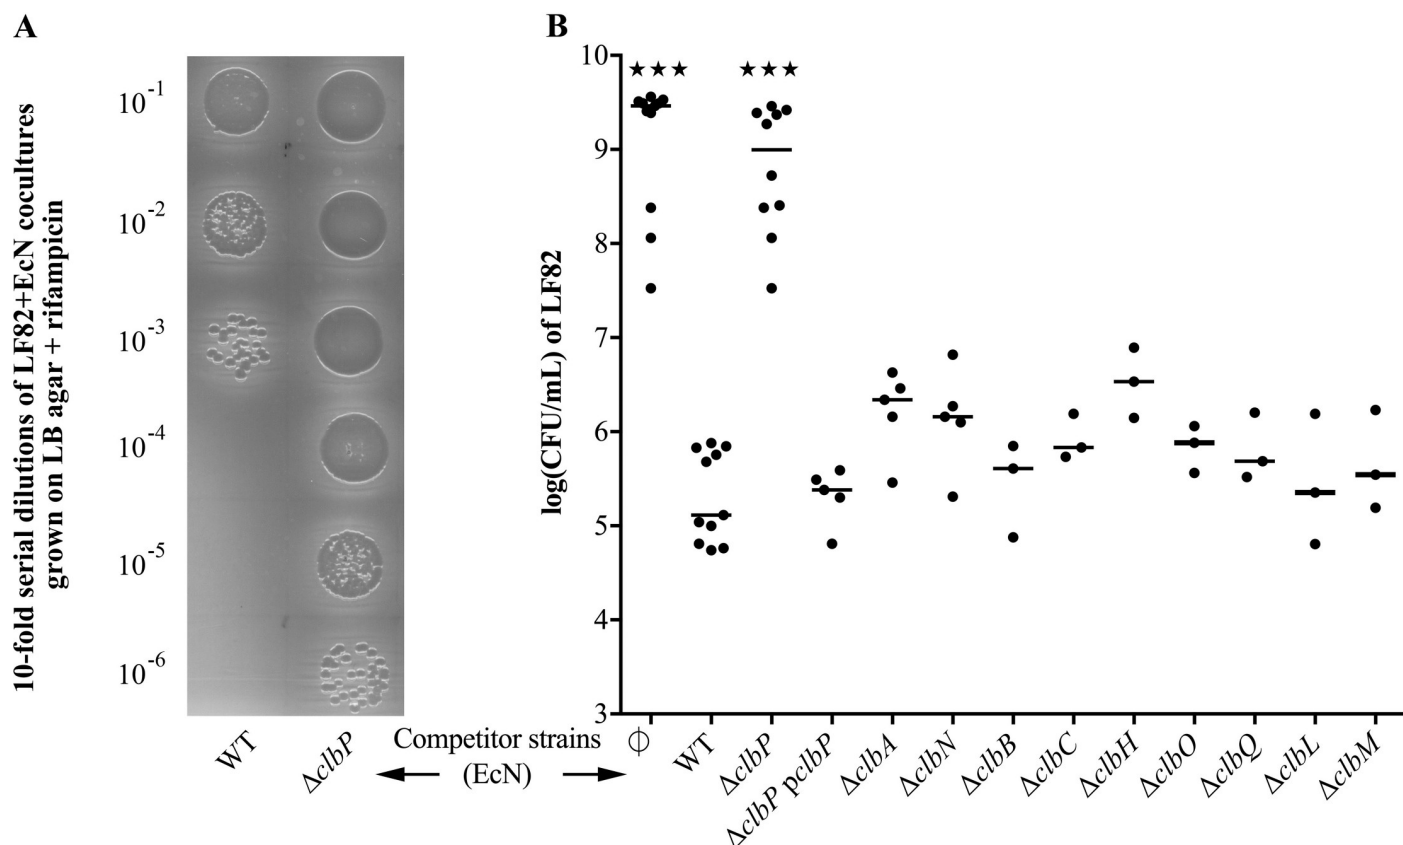 A
10-fold serial dilutions of LF82+EcN cocultures
grown on LB agar + rifampicin
10-1
10-2
10-3
10-4
10-5
10-6
WT
ΔclbP
Competitor strains
(EcN)
B
log(CFU/mL) of LF82
10
9
8
7
6
5
4
3
★★★
★★★
∅
WT
ΔclbP
ΔclbP pclbP
ΔclbA
ΔclbN
ΔclbB
ΔclbC
ΔclbH
ΔclbO
ΔclbQ
ΔclbL
ΔclbM